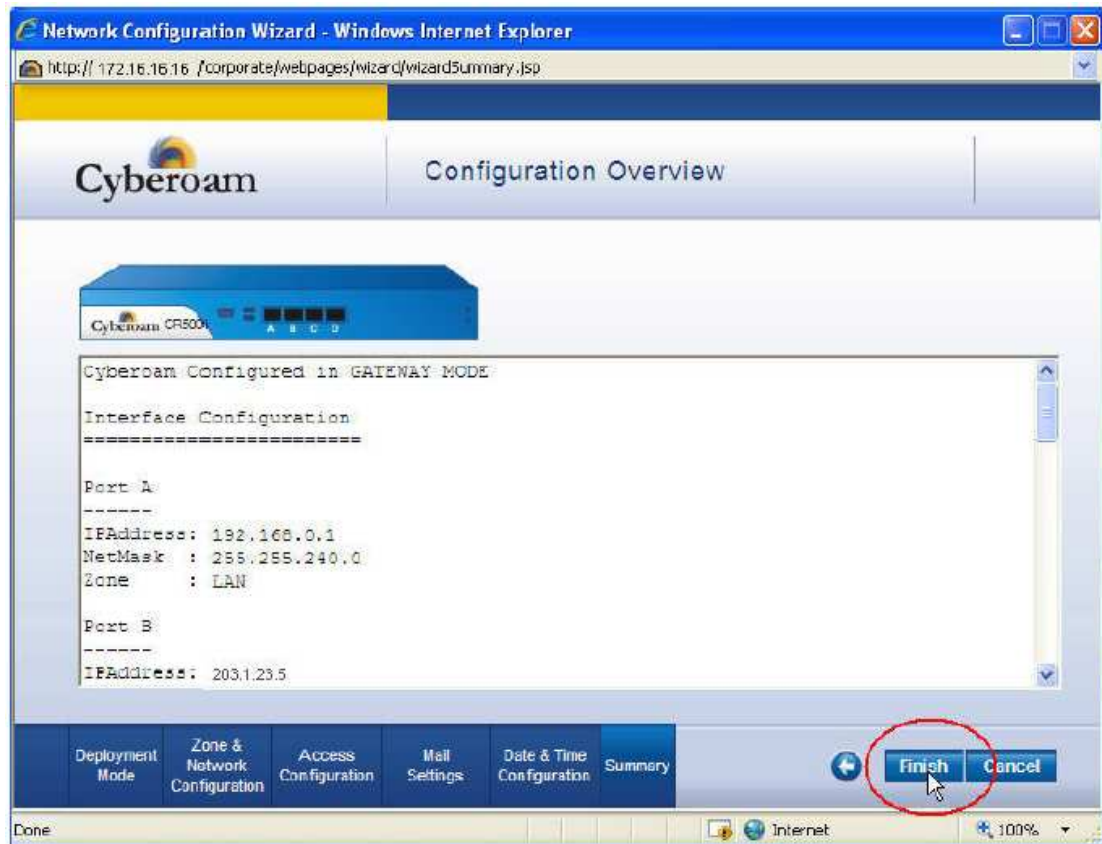 Network Configuration Wizard - Windows Internet Explorer
http:// 172.16.16.16 /corporate/webpages/wizard/wizardSummary.jsp
Cyberoam
Configuration Overview
Cyberoam
A B C D
Cyberoam Configured in GATEWAY MODE
Interface Configuration
========================
Port A
------
IPAddress: 192.168.0.1
NetMask : 255.255.240.0
Zone : LAN
Port B
------
IPAddress: 203.1.23.5
Deployment
Mode
Zone &
Network
Configuration
Access
Configuration
Mail
Settings
Date & Time
Configuration
Summary
Finish
Cancel
Done
Internet
100%